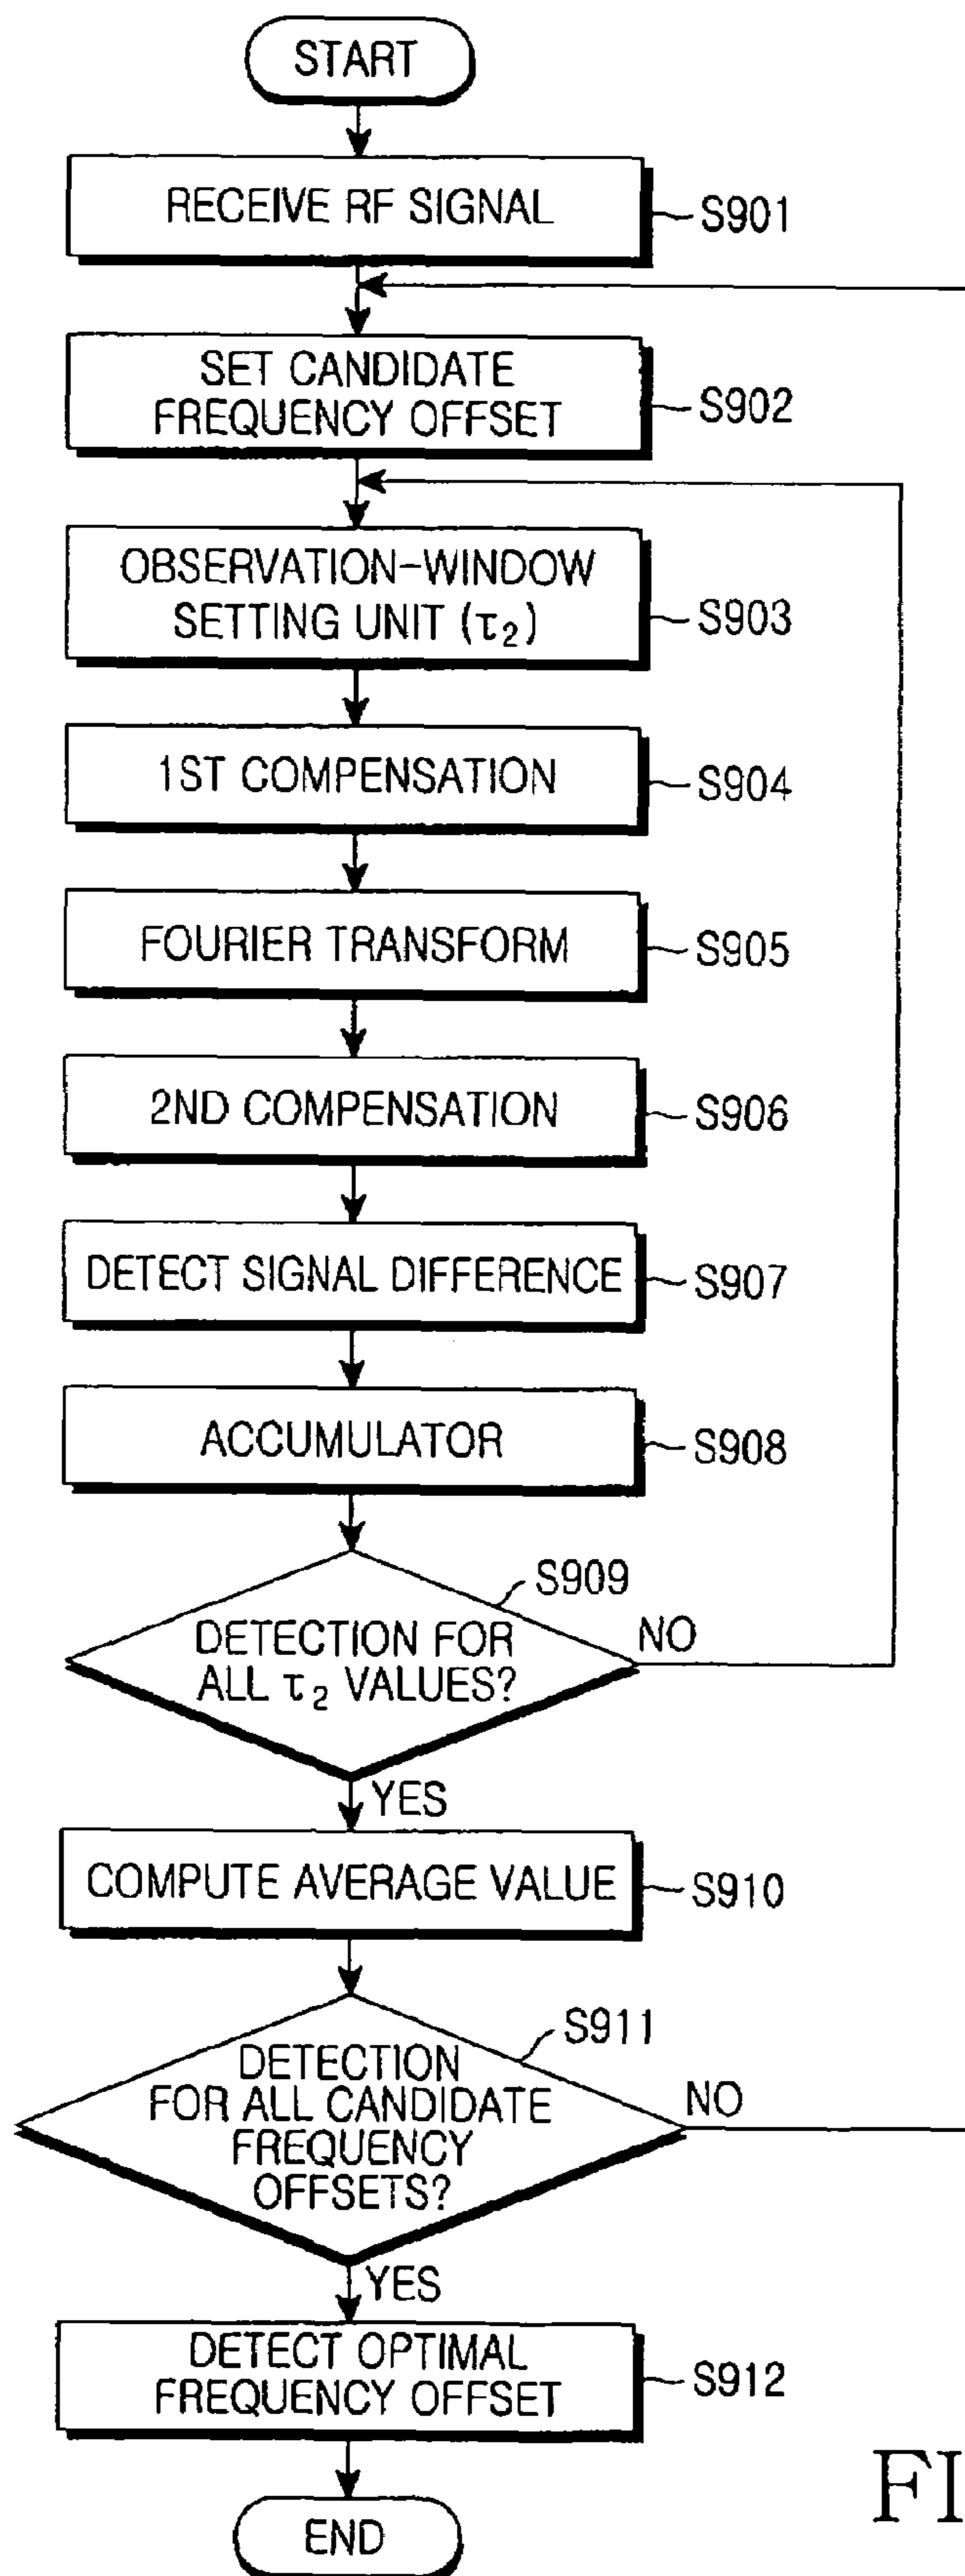 START
RECEIVE RF SIGNAL
S901
SET CANDIDATE
FREQUENCY OFFSET
S902
OBSERVATION-WINDOW
SETTING UNIT (τ2)
S903
1ST COMPENSATION
S904
FOURIER TRANSFORM
S905
2ND COMPENSATION
S906
DETECT SIGNAL DIFFERENCE
S907
ACCUMULATOR
S908
S909
DETECTION FOR
ALL τ2 VALUES?
NO
YES
COMPUTE AVERAGE VALUE
S910
S911
DETECTION
FOR ALL CANDIDATE
FREQUENCY
OFFSETS?
NO
YES
DETECT OPTIMAL
FREQUENCY OFFSET
S912
END
FI